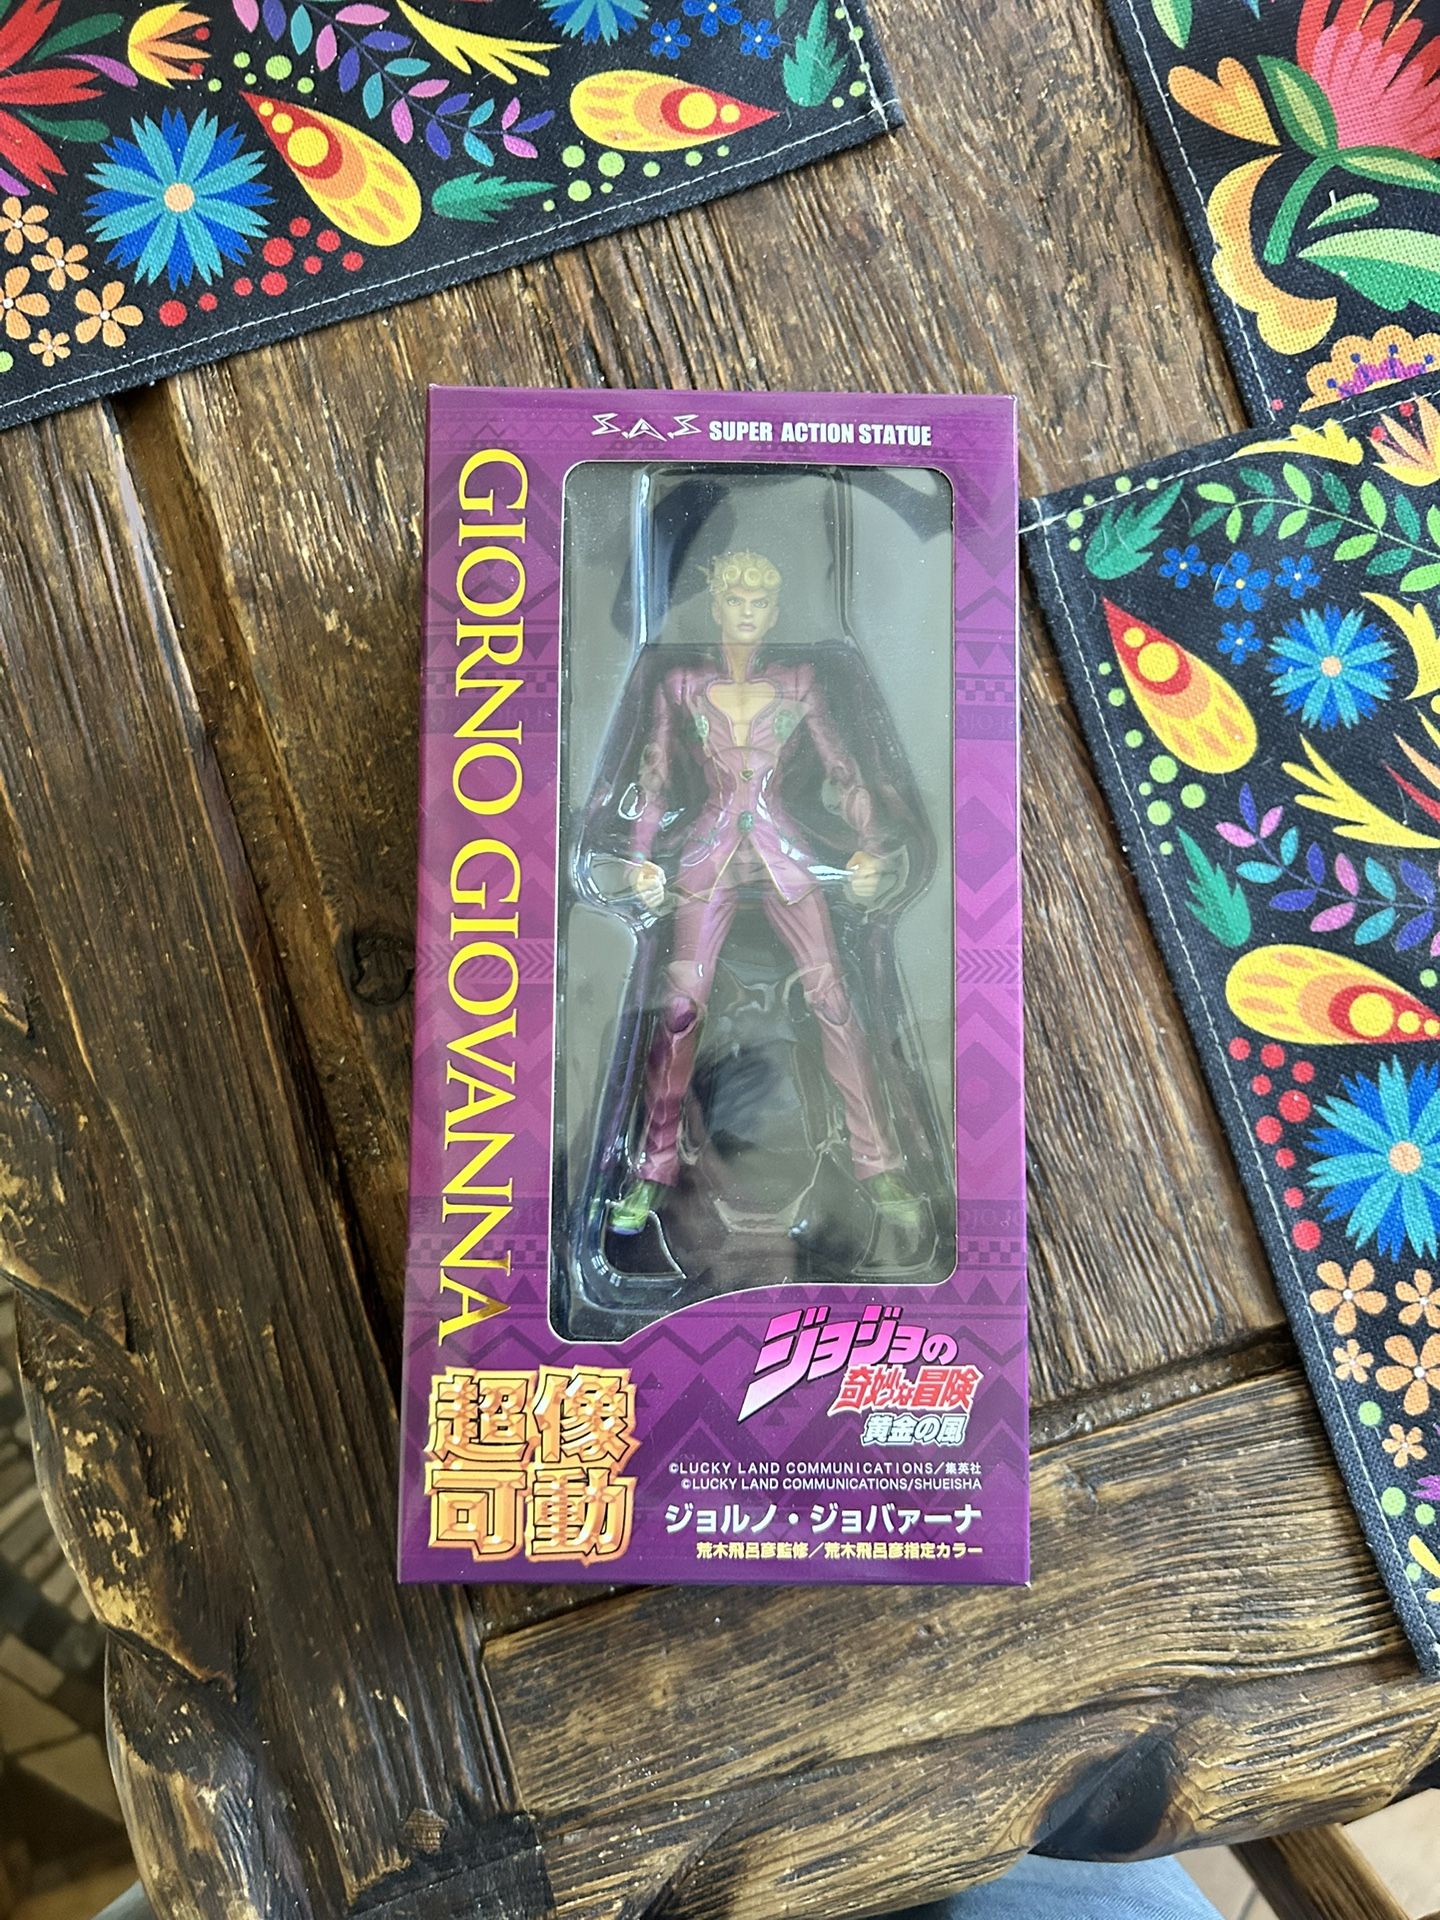 S.A.S SUPER ACTION STATUE
GIORNO GIOVANNA
ジョジョの
奇妙な冒険
黄金の風
超像
可動
©LUCKY LAND COMMUNICATIONS/集英社
©LUCKY LAND COMMUNICATIONS/SHUEISHA
ジョルノ・ジョバァーナ
荒木飛呂彦監修/荒木飛呂彦指定カラー